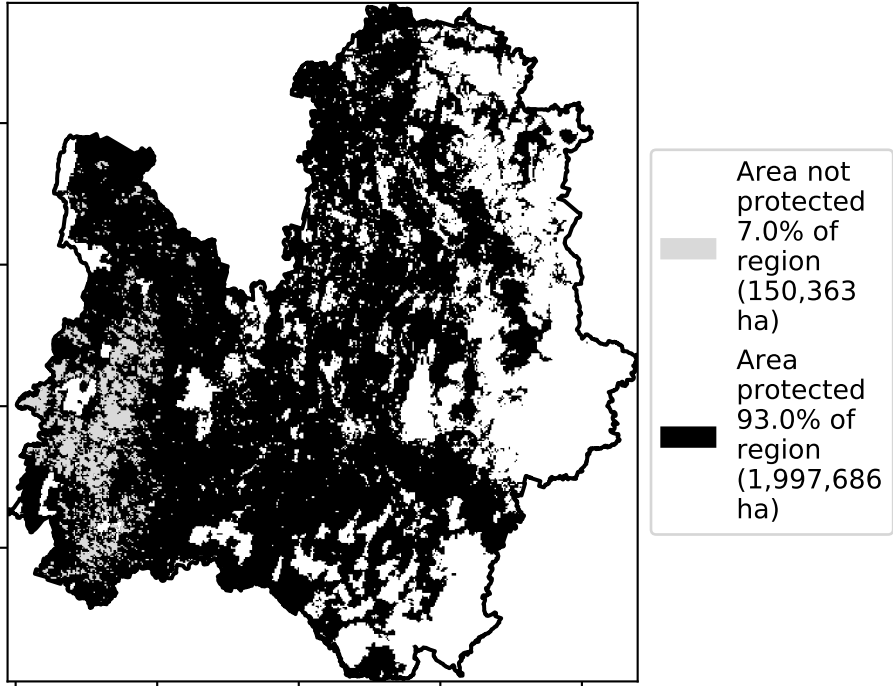 Area not
protected
7.0% of
region
(150,363
ha)
Area
protected
93.0% of
region
(1,997,686
ha)